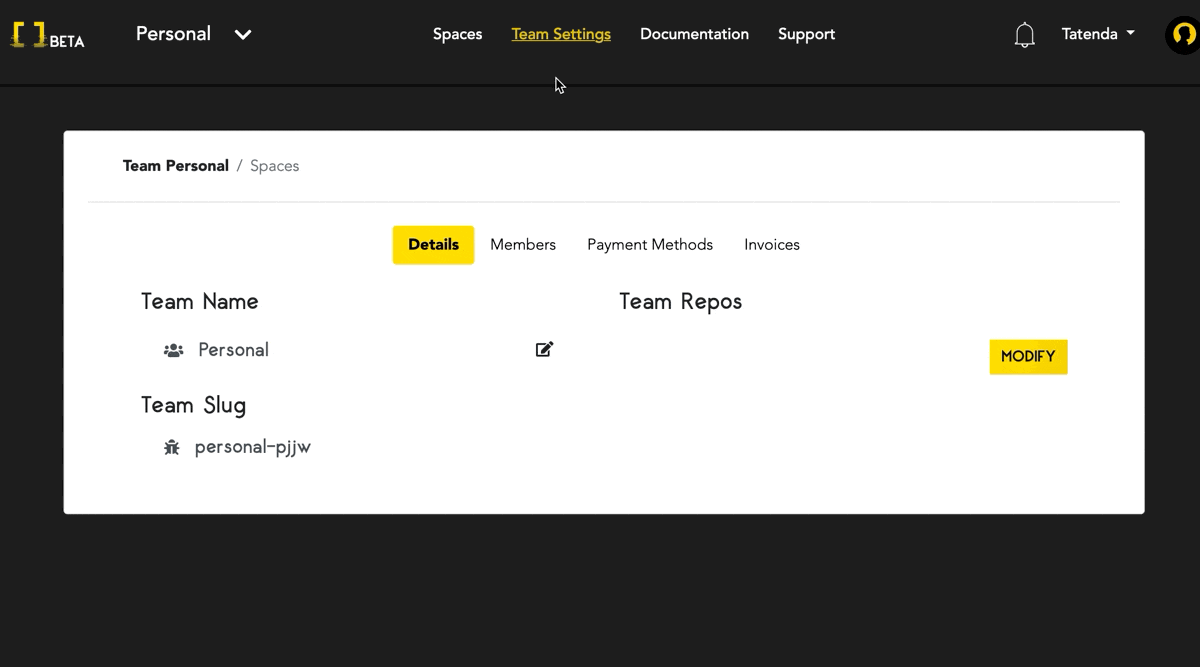 [ ] BETA Personal Spaces Team Settings Documentation Support Tatenda
Team Personal / Spaces
Details Members Payment Methods Invoices
Team Name Team Repos
Personal
MODIFY
Team Slug
personal-pjjw